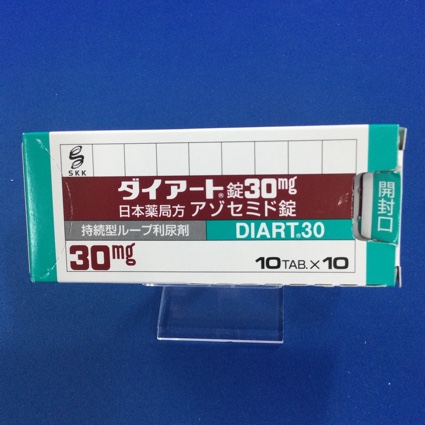 SKK
ダイアート®錠30mg
日本薬局方 アゾセミド錠
持続型ループ利尿剤
DIART®30
30mg
10TAB.×10
開封口